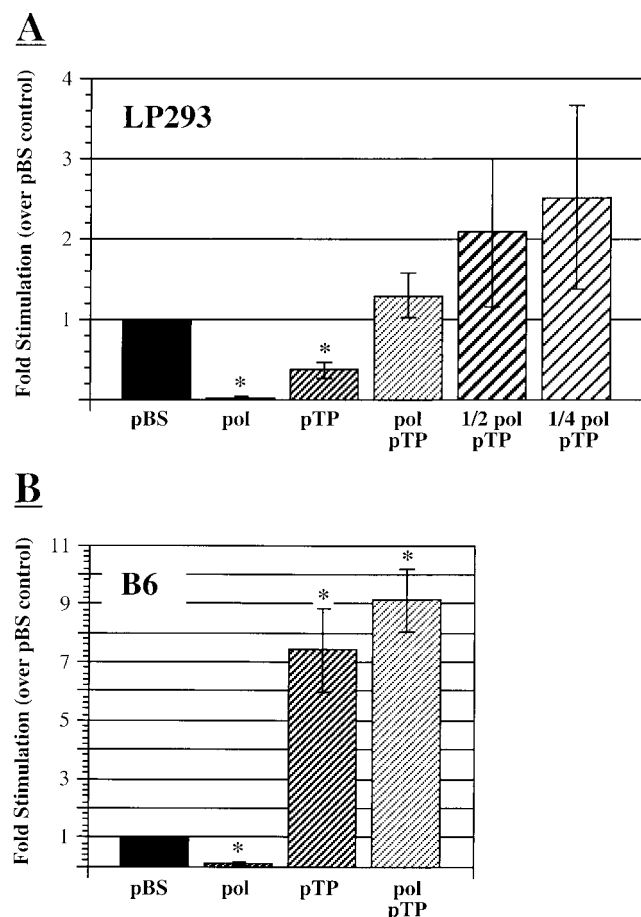 A
Fold Stimulation (over pBS control)
4
3
2
1
LP293
*
*
pBS pol pTP pol 1/2 pol 1/4 pol
pTP pTP pTP
B
Fold Stimulation (over pBS control)
11
9
7
5
3
1
B6
*
*
*
pBS pol pTP pol
pTP